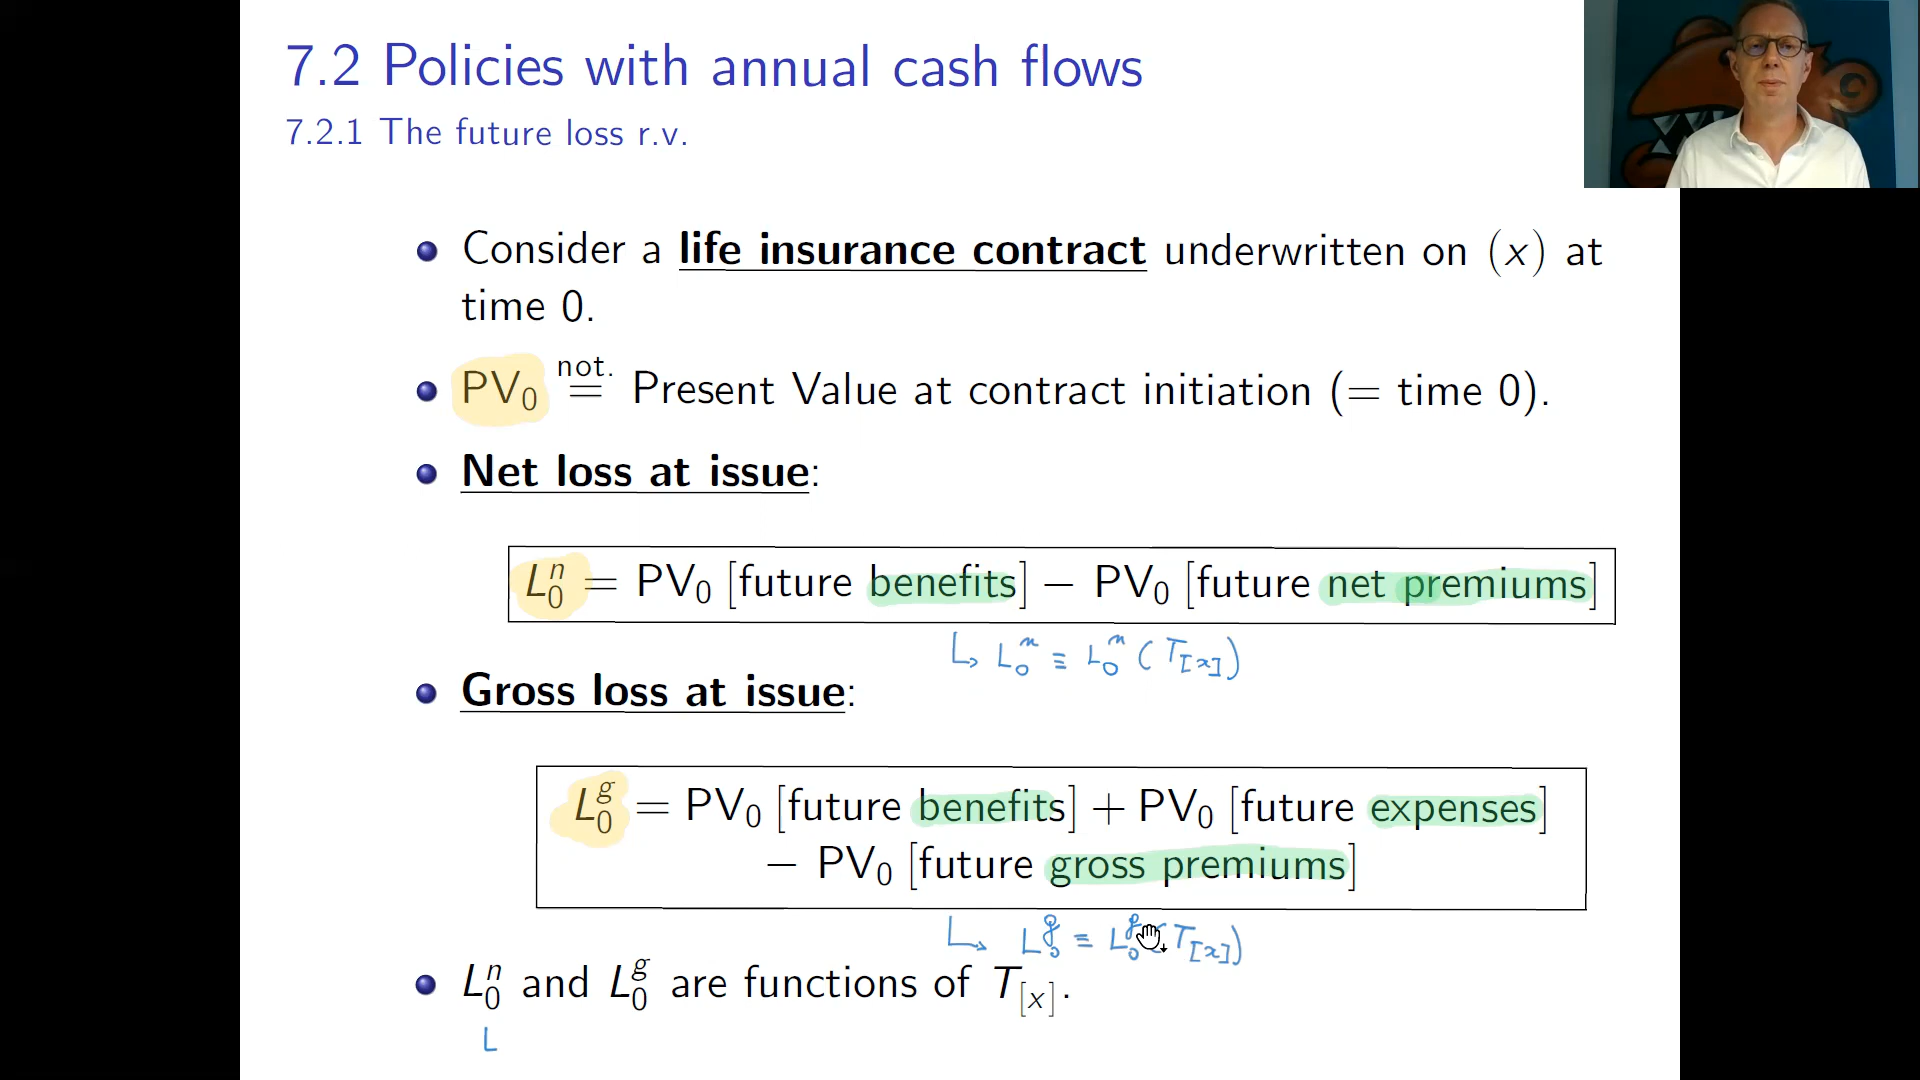 7.2 Policies with annual cash flows
7.2.1 The future loss r.v.
Consider a life insurance contract underwritten on (x) at
time 0.
PV₀ not. = Present Value at contract initiation (= time 0).
Net loss at issue:
L₀ⁿ = PV₀ [future benefits] − PV₀ [future net premiums]
↳ L₀ⁿ ≡ L₀ⁿ (T[x])
Gross loss at issue:
L₀ᵍ = PV₀ [future benefits] + PV₀ [future expenses]
− PV₀ [future gross premiums]
↳ L₀ᵍ ≡ L₀ᵍ (T[x])
L₀ⁿ and L₀ᵍ are functions of T[x].
L